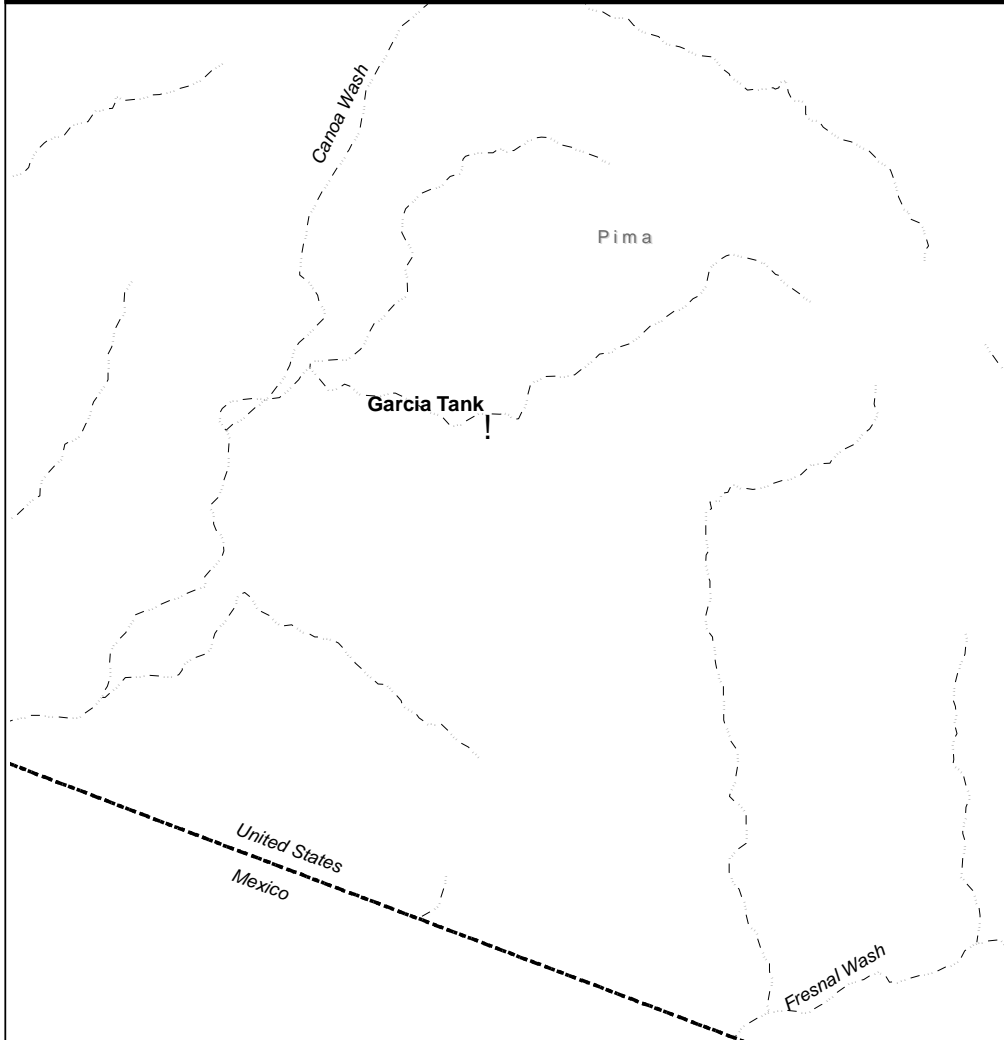 Canoa Wash
Pima
Garcia Tank
!
United States
Mexico
Fresnal Wash